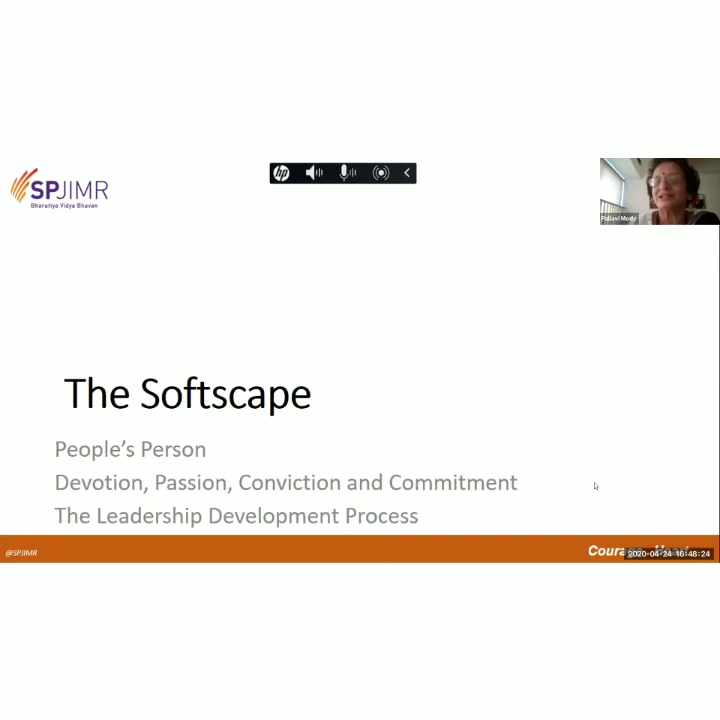 SPJIMR
Bharatiya Vidya Bhavan
hp
Pallavi Mody
The Softscape
People's Person
Devotion, Passion, Conviction and Commitment
The Leadership Development Process
@SPJIMR
2020-04-24 16:48:24